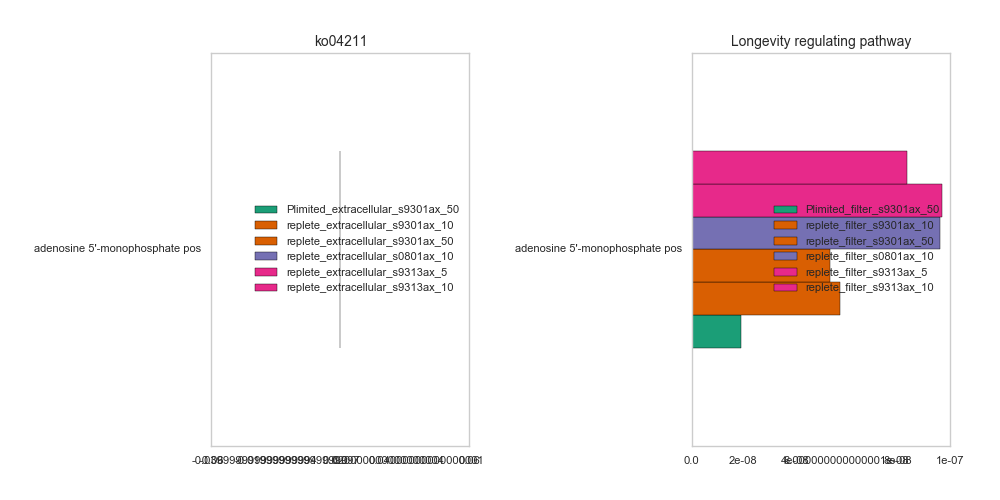 ko04211
Longevity regulating pathway
adenosine 5'-monophosphate pos
Plimited_extracellular_s9301ax_50
replete_extracellular_s9301ax_10
replete_extracellular_s9301ax_50
replete_extracellular_s0801ax_10
replete_extracellular_s9313ax_5
replete_extracellular_s9313ax_10
adenosine 5'-monophosphate pos
Plimited_filter_s9301ax_50
replete_filter_s9301ax_10
replete_filter_s9301ax_50
replete_filter_s0801ax_10
replete_filter_s9313ax_5
replete_filter_s9313ax_10
0.0 2e-08 1e-07